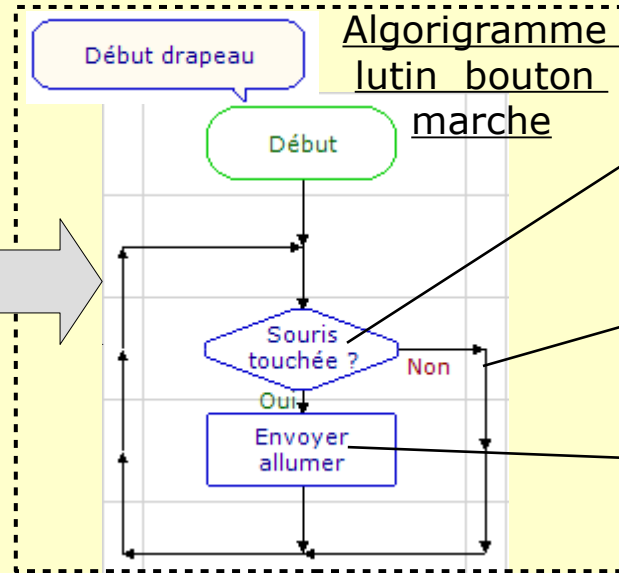 Algorigramme
lutin bouton
marche
Début drapeau
Début
Souris
touchée ?
Non
Oui
Envoyer
allumer